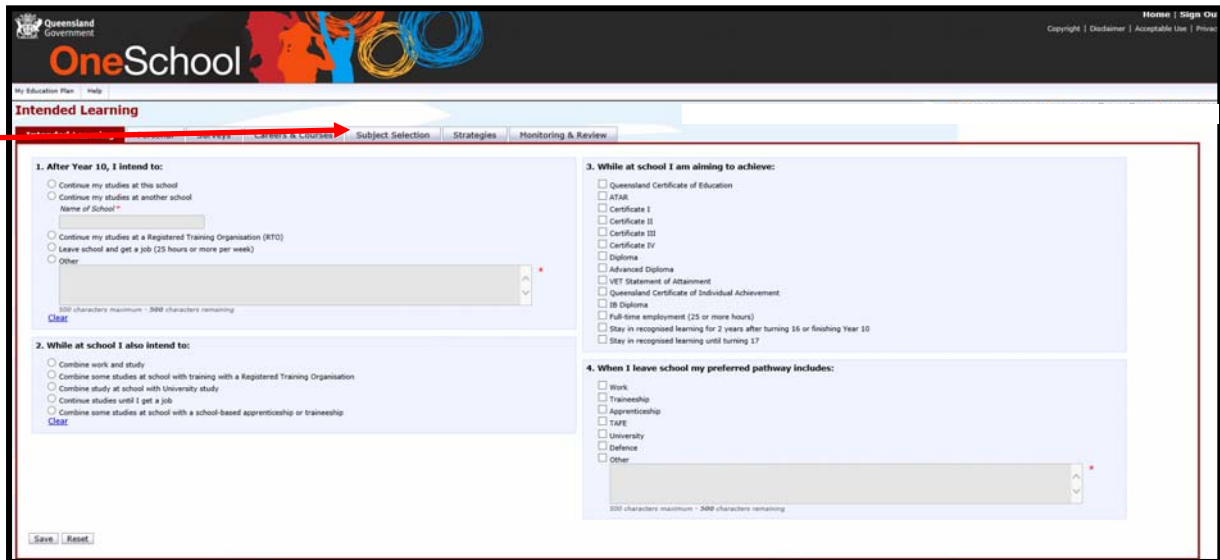 Queensland
Government
OneSchool
Home | Sign Ou
Copyright | Disclaimer | Acceptable Use | Privac
My Education Plan Help
Intended Learning
Intended Learning Personal Surveys Careers & Courses Subject Selection Strategies Monitoring & Review
1. After Year 10, I intend to:
Continue my studies at this school
Continue my studies at another school
Name of School *
Continue my studies at a Registered Training Organisation (RTO)
Leave school and get a job (25 hours or more per week)
Other
*
500 characters maximum - 500 characters remaining
Clear
2. While at school I also intend to:
Combine work and study
Combine some studies at school with training with a Registered Training Organisation
Combine study at school with University study
Continue studies until I get a job
Combine some studies at school with a school-based apprenticeship or traineeship
Clear
3. While at school I am aiming to achieve:
Queensland Certificate of Education
ATAR
Certificate I
Certificate II
Certificate III
Certificate IV
Diploma
Advanced Diploma
VET Statement of Attainment
Queensland Certificate of Individual Achievement
IB Diploma
Full-time employment (25 or more hours)
Stay in recognised learning for 2 years after turning 16 or finishing Year 10
Stay in recognised learning until turning 17
4. When I leave school my preferred pathway includes:
Work
Traineeship
Apprenticeship
TAFE
University
Defence
Other
*
500 characters maximum - 500 characters remaining
Save Reset